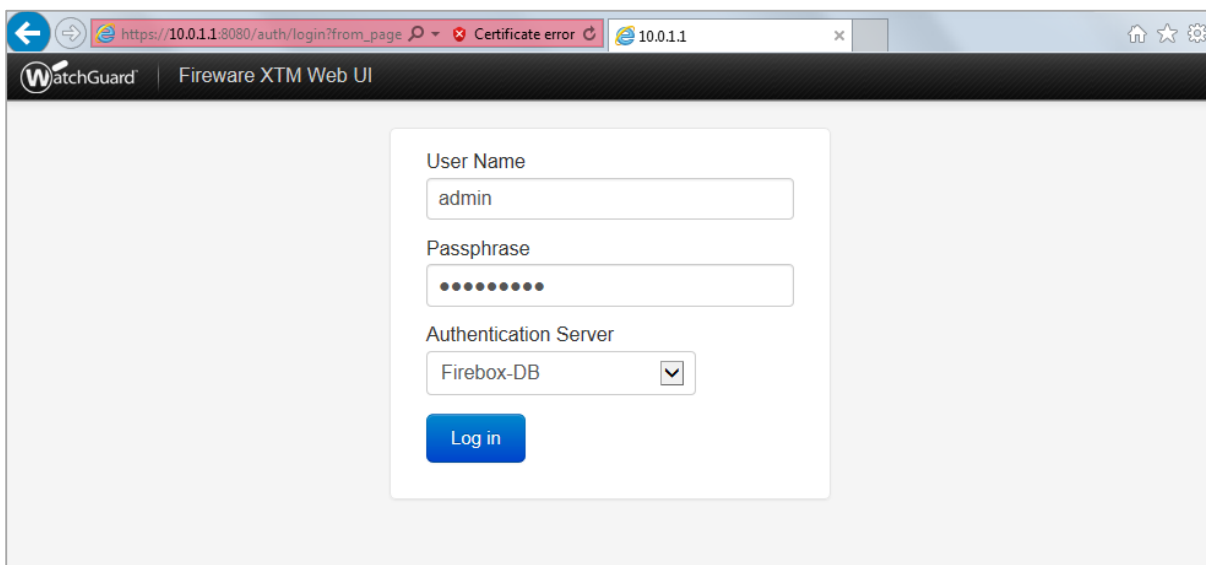 https://10.0.1.1:8080/auth/login?from_page Certificate error 10.0.1.1
WatchGuard Fireware XTM Web UI
User Name
admin
Passphrase
•••••••••
Authentication Server
Firebox-DB
Log in